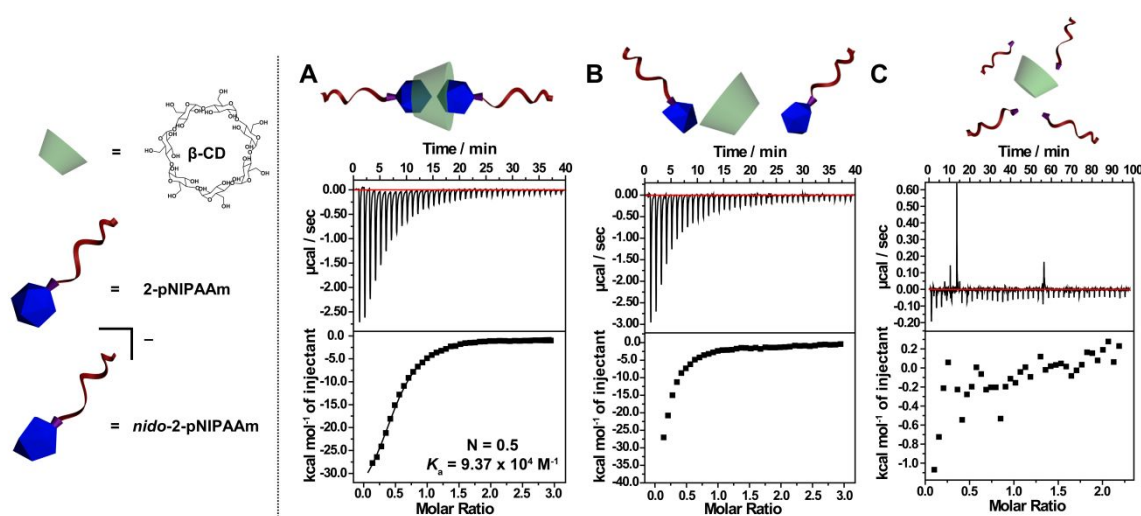 =
β-CD
OH
HO
= 2-pNIPAAm
–
= nido-2-pNIPAAm
A
Time / min
0 5 10 15 20 25 30 35 40
µcal / sec
0.00
-0.50
-1.00
-1.50
-2.00
-2.50
kcal mol⁻¹ of injectant
0.0
-5.0
-10.0
-15.0
-20.0
-25.0
-30.0
N = 0.5
Kₐ = 9.37 x 10⁴ M⁻¹
0.0 0.5 1.0 1.5 2.0 2.5 3.0
Molar Ratio
B
Time / min
0 5 10 15 20 25 30 35 40
µcal / sec
0.00
-0.50
-1.00
-1.50
-2.00
-2.50
-3.00
kcal mol⁻¹ of injectant
0.0
-5.0
-10.0
-15.0
-20.0
-25.0
-30.0
-35.0
-40.0
0.0 0.5 1.0 1.5 2.0 2.5 3.0
Molar Ratio
C
Time / min
0 10 20 30 40 50 60 70 80 90 100
µcal / sec
0.60
0.50
0.40
0.30
0.20
0.10
0.00
-0.10
-0.20
kcal mol⁻¹ of injectant
0.2
0.0
-0.2
-0.4
-0.6
-0.8
-1.0
0.0 0.5 1.0 1.5 2.0
Molar Ratio